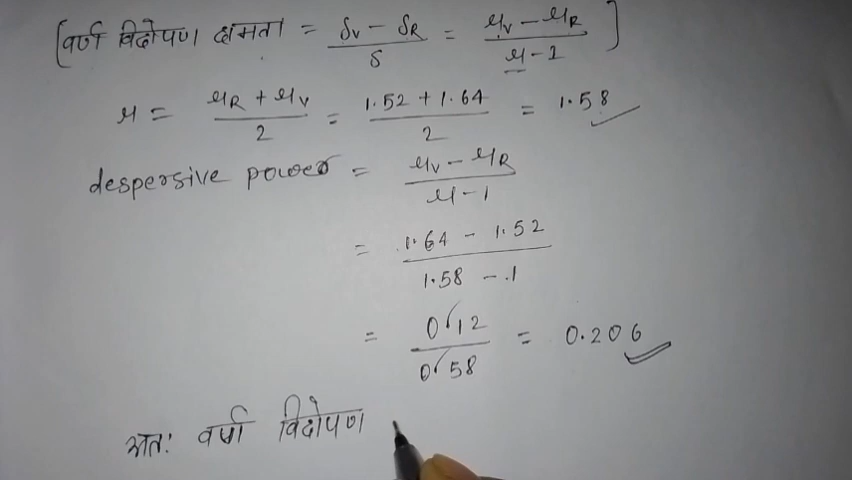 [वर्ण विक्षेपण क्षमता = δv - δR / δ = μv - μR / μ - 1]
μ = μR + μv / 2 = 1.52 + 1.64 / 2 = 1.58
despersive power = μv - μR / μ - 1
= 1.64 - 1.52 / 1.58 - 1
= 0.12 / 0.58 = 0.206
अतः वर्ण विक्षेपण